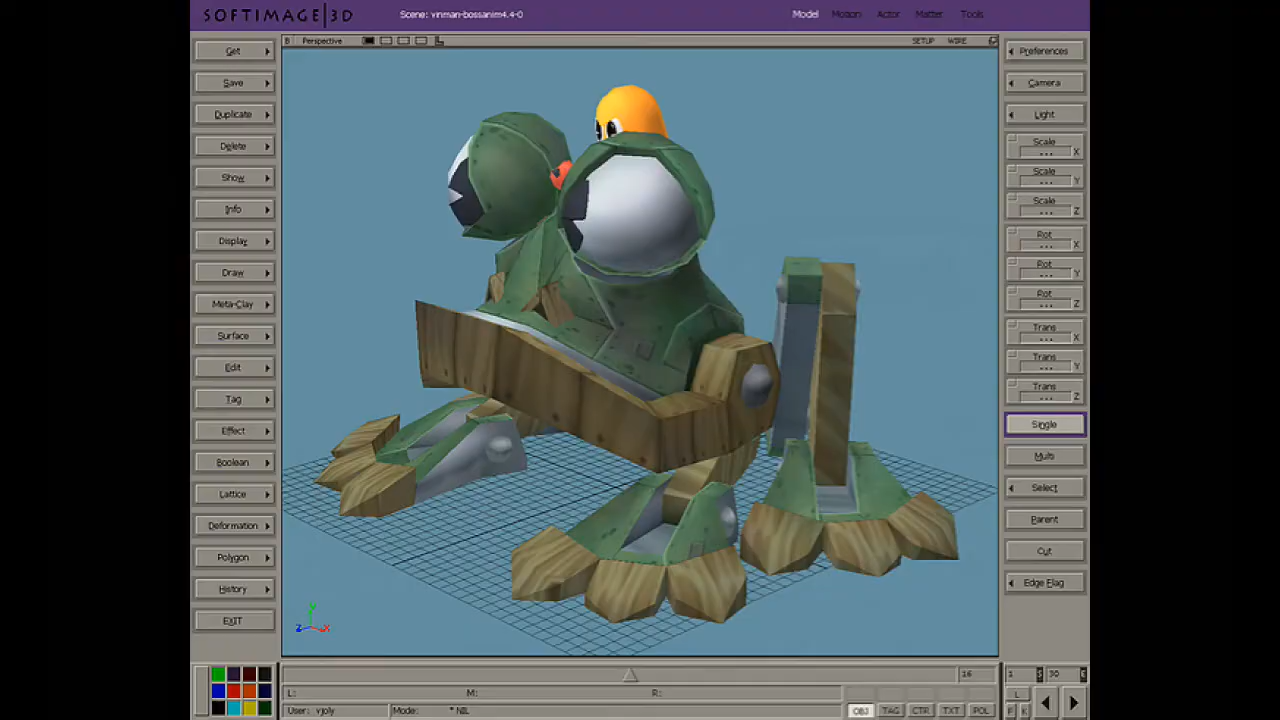 SOFTIMAGE|3D
Scene: vinman-bossanim4.4-0
Model Motion Actor Matter Tools
B Perspective
SETUP WIRE
Get
Save
Duplicate
Delete
Show
Info
Display
Draw
Meta-Clay
Surface
Edit
Tag
Effect
Boolean
Lattice
Deformation
Polygon
History
EXIT
Preferences
Camera
Light
Scale
... X
Scale
... Y
Scale
... Z
Rot
... X
Rot
... Y
Rot
... Z
Trans
... X
Trans
... Y
Trans
... Z
Single
Multi
Select
Parent
Cut
Edge Flag
Y
Z X
16
1 S 30 E
L: M: R:
L
User: vjoly Mode: * NIL
OBJ TAG CTR TXT POL
F K